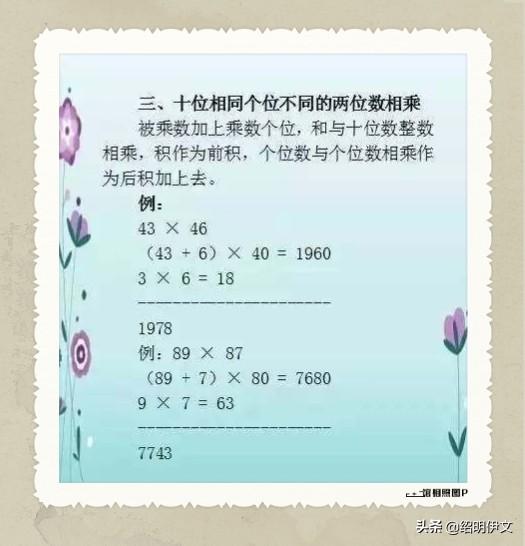 三、十位相同个位不同的两位数相乘
被乘数加上乘数个位，和与十位数整数
相乘，积作为前积，个位数与个位数相乘作
为后积加上去。
例：
43 × 46
（43 + 6）× 40 = 1960
3 × 6 = 18
----------------------
1978
例：89 × 87
（89 + 7）× 80 = 7680
9 × 7 = 63
----------------------
7743
头条 @绍明伊文